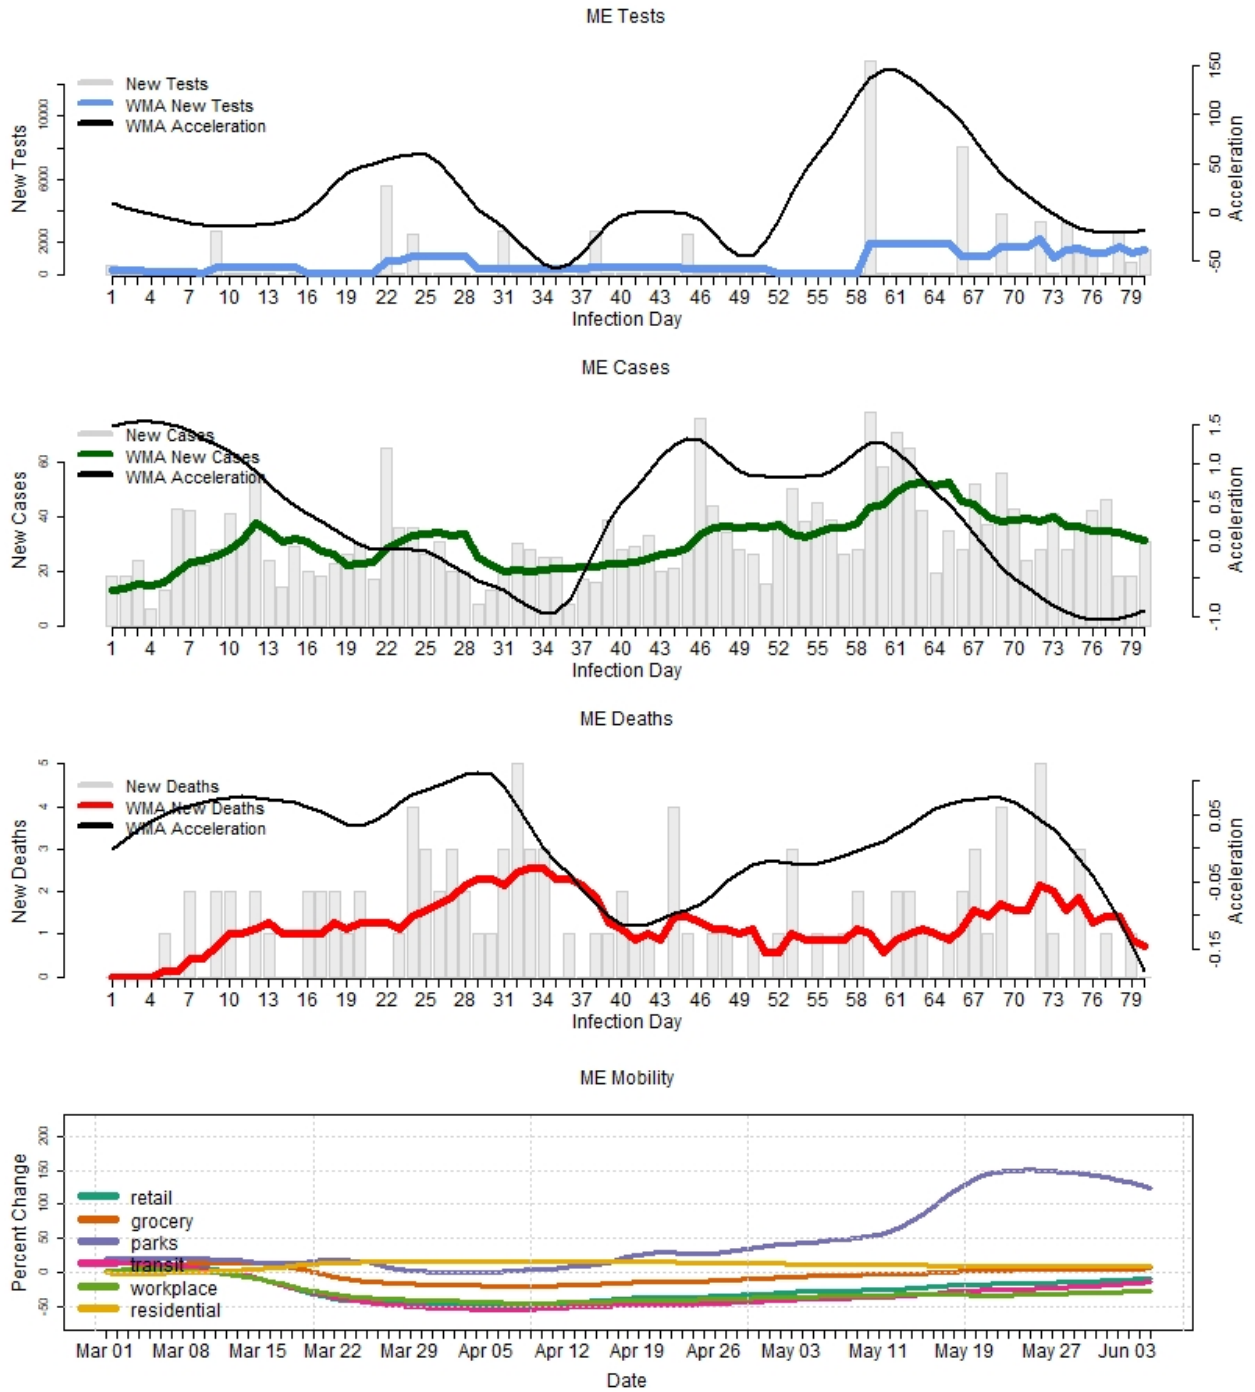 ME Tests
New Tests
WMA New Tests
WMA Acceleration
New Tests
0 2000 6000 10000
Acceleration
-50 0 50 100 150
1 4 7 10 13 16 19 22 25 28 31 34 37 40 43 46 49 52 55 58 61 64 67 70 73 76 79
Infection Day
ME Cases
New Cases
WMA New Cases
WMA Acceleration
New Cases
0 20 40 60
Acceleration
-1.0 0.0 0.5 1.0 1.5
1 4 7 10 13 16 19 22 25 28 31 34 37 40 43 46 49 52 55 58 61 64 67 70 73 76 79
Infection Day
ME Deaths
New Deaths
WMA New Deaths
WMA Acceleration
New Deaths
0 1 2 3 4 5
Acceleration
-0.15 -0.05 0.05
1 4 7 10 13 16 19 22 25 28 31 34 37 40 43 46 49 52 55 58 61 64 67 70 73 76 79
Infection Day
ME Mobility
retail
grocery
parks
transit
workplace
residential
Percent Change
-50 0 50 100 150 200
Mar 01 Mar 08 Mar 15 Mar 22 Mar 29 Apr 05 Apr 12 Apr 19 Apr 26 May 03 May 11 May 19 May 27 Jun 03
Date